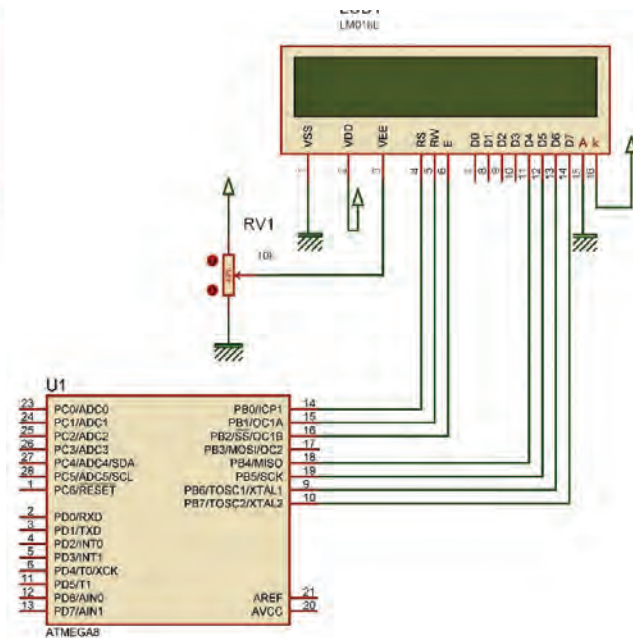 LM016L
VSS
VDD
VEE
RS
RW
E
D0
D1
D2
D3
D4
D5
D6
D7
A
K
1
2
3
4
5
6
7
8
9
10
11
12
13
14
15
16
RV1
10k
U1
23 PC0/ADC0 PB0/ICP1 14
24 PC1/ADC1 PB1/OC1A 15
25 PC2/ADC2 PB2/SS/OC1B 16
26 PC3/ADC3 PB3/MOSI/OC2 17
27 PC4/ADC4/SDA PB4/MISO 18
28 PC5/ADC5/SCL PB5/SCK 19
1 PC6/RESET PB6/TOSC1/XTAL1 9
PB7/TOSC2/XTAL2 10
2 PD0/RXD
3 PD1/TXD
4 PD2/INT0
5 PD3/INT1
6 PD4/T0/XCK
11 PD5/T1
12 PD6/AIN0 AREF 21
13 PD7/AIN1 AVCC 20
ATMEGA8